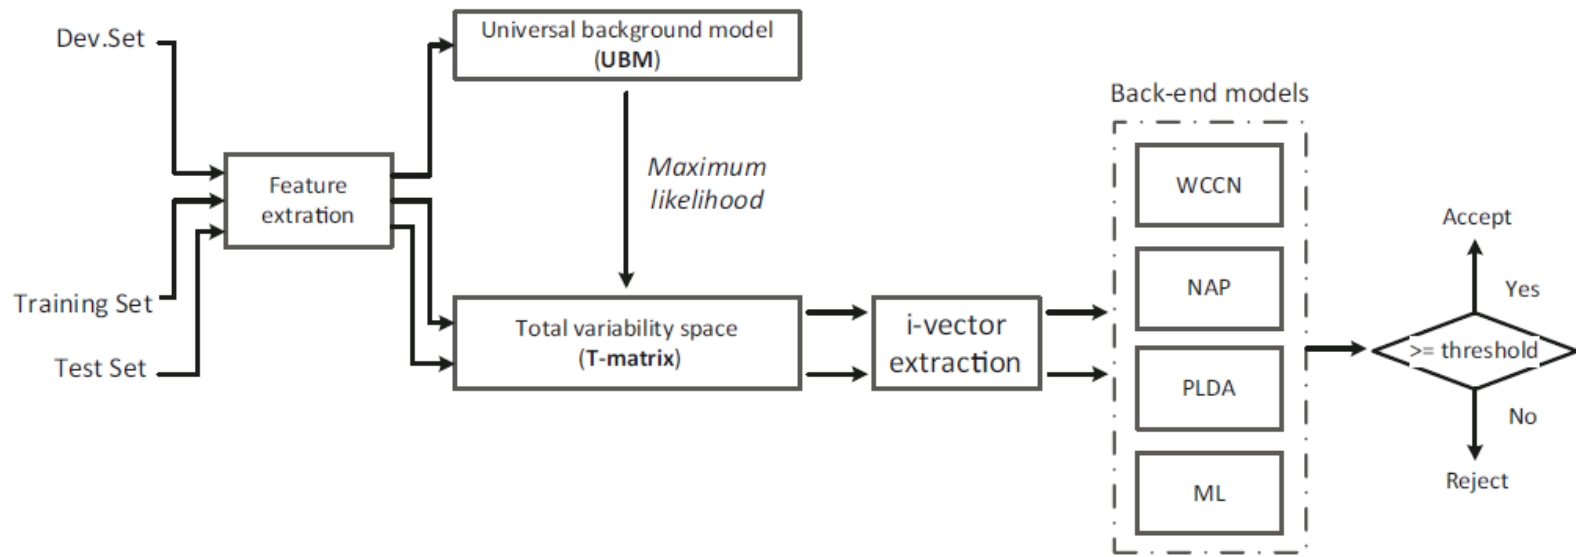 Dev.Set
Training Set
Test Set
Feature
extration
Universal background model
(UBM)
Maximum
likelihood
Total variability space
(T-matrix)
i-vector
extraction
Back-end models
WCCN
NAP
PLDA
ML
Accept
Yes
>= threshold
No
Reject